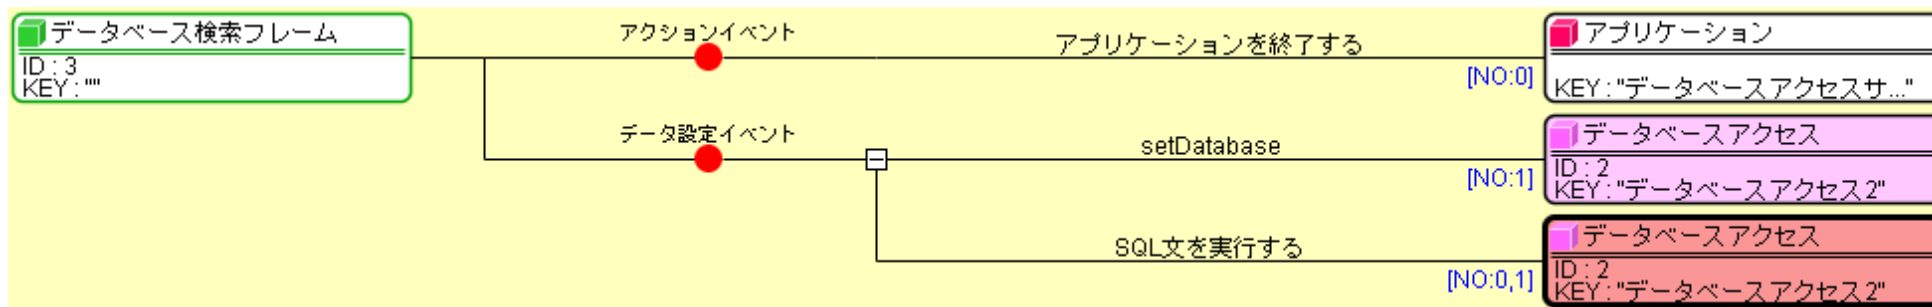 データベース検索フレーム
ID : 3
KEY : ""
アクションイベント
アプリケーションを終了する
[NO:0]
アプリケーション
KEY : "データベースアクセスサ..."
データ設定イベント
setDatabase
[NO:1]
データベースアクセス
ID : 2
KEY : "データベースアクセス2"
SQL文を実行する
[NO:0,1]
データベースアクセス
ID : 2
KEY : "データベースアクセス2"